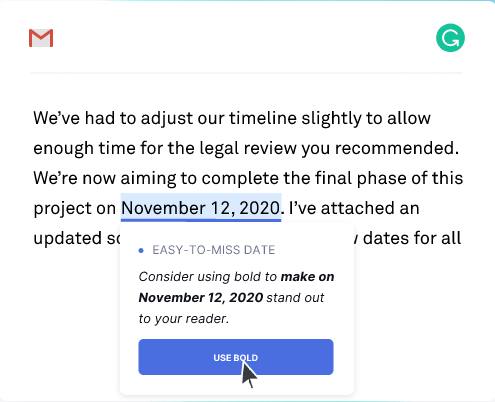 We’ve had to adjust our timeline slightly to allow
enough time for the legal review you recommended.
We’re now aiming to complete the final phase of this
project on November 12, 2020. I’ve attached an
updated dates for all
EASY-TO-MISS DATE
Consider using bold to make on
November 12, 2020 stand out
to your reader.
USE BOLD